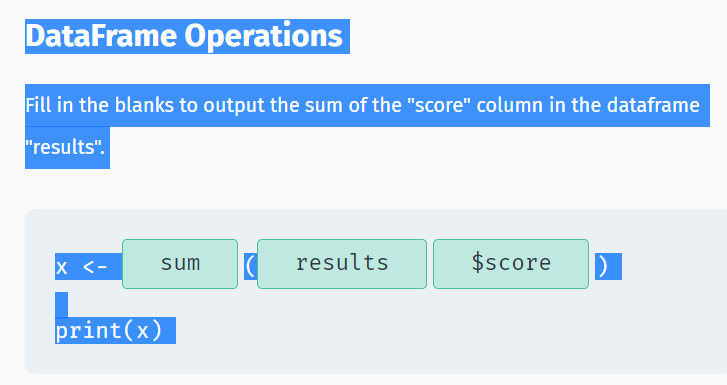 DataFrame Operations
Fill in the blanks to output the sum of the "score" column in the dataframe
"results".
x <- sum (results $score )
print(x)